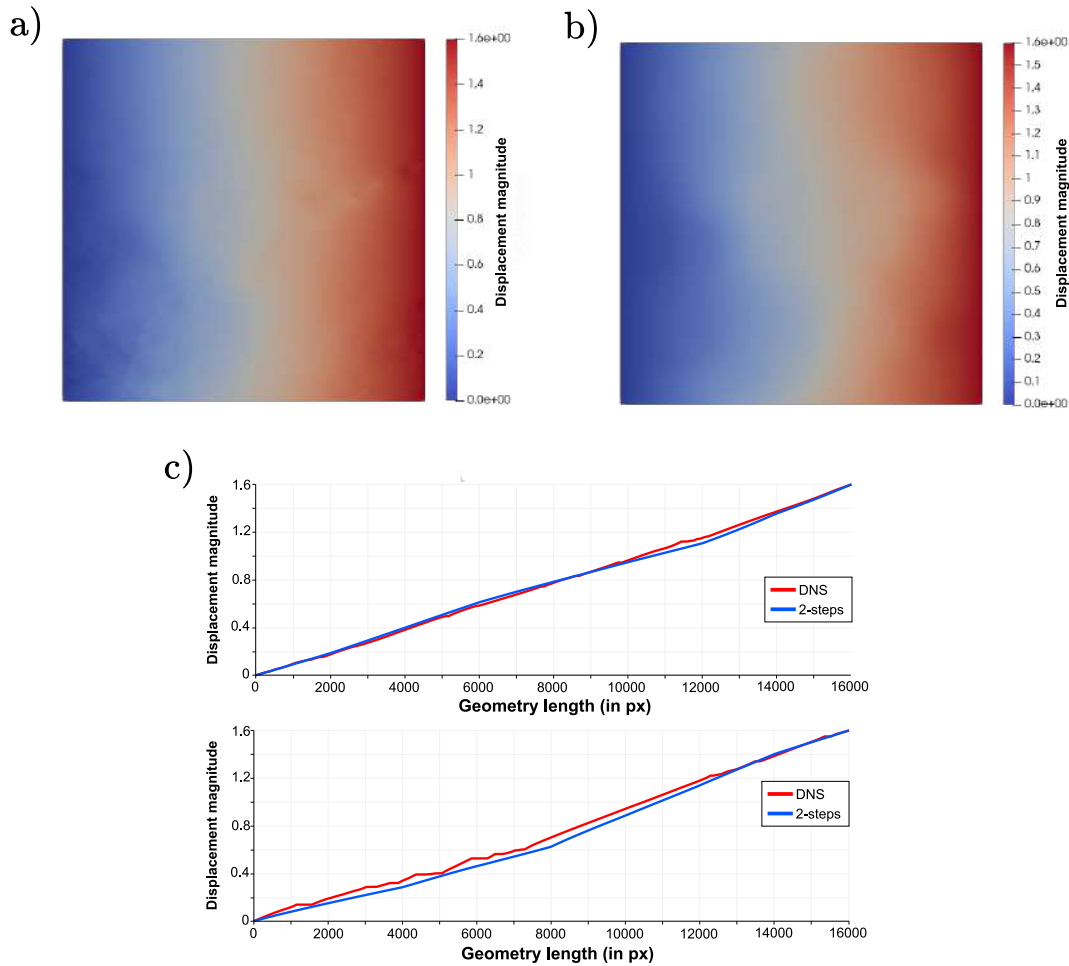 a)
1.6e+00
1.4
1.2
1
0.8
0.6
0.4
0.2
0.0e+00
Displacement magnitude
b)
1.6e+00
1.5
1.4
1.3
1.2
1.1
1
0.9
0.8
0.7
0.6
0.5
0.4
0.3
0.2
0.1
0.0e+00
Displacement magnitude
c)
Displacement magnitude
1.6
1.2
0.8
0.4
0
DNS
2-steps
0 2000 4000 6000 8000 10000 12000 14000 16000
Geometry length (in px)
Displacement magnitude
1.6
1.2
0.8
0.4
0
DNS
2-steps
0 2000 4000 6000 8000 10000 12000 14000 16000
Geometry length (in px)